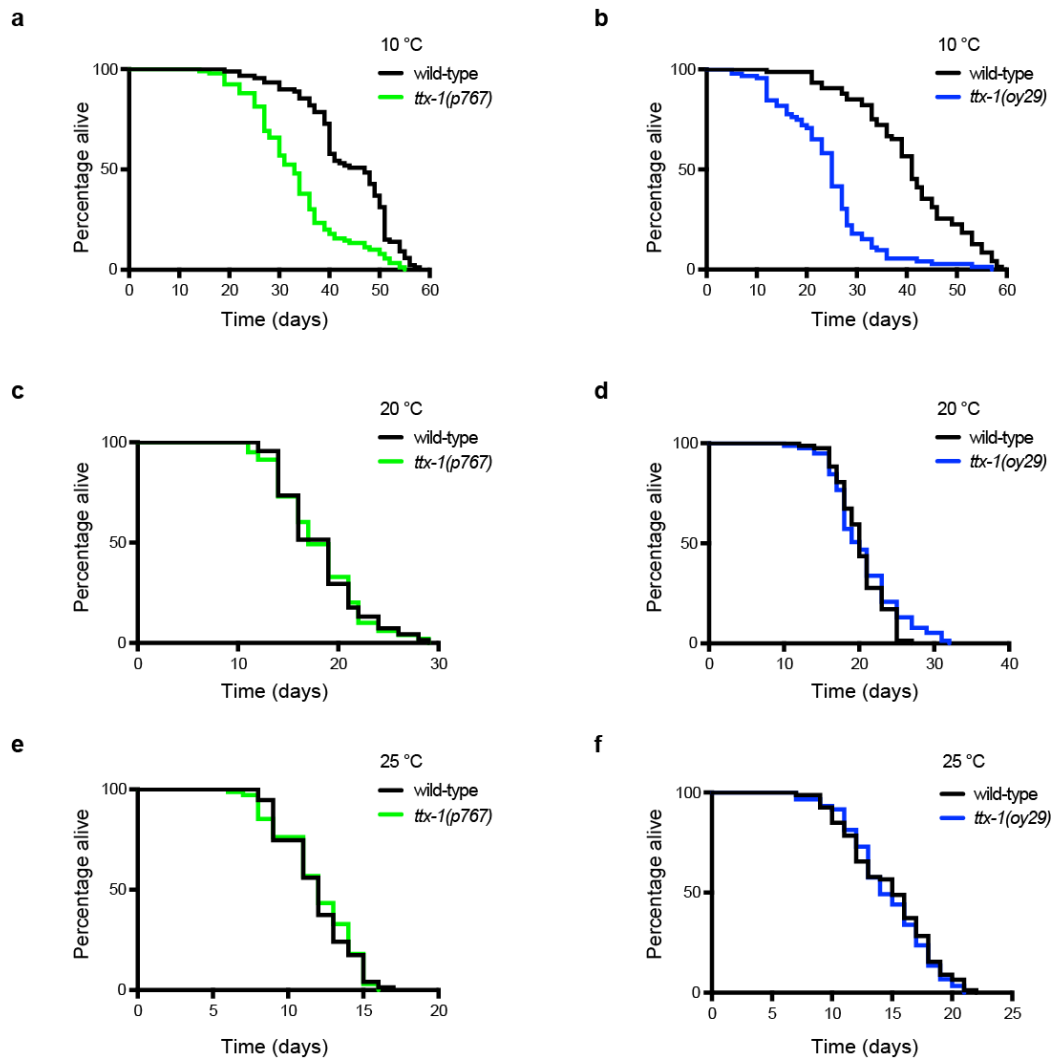 a
10 °C
wild-type
ttx-1(p767)
Percentage alive
100
50
0
0 10 20 30 40 50 60
Time (days)
b
10 °C
wild-type
ttx-1(oy29)
Percentage alive
100
50
0
0 10 20 30 40 50 60
Time (days)
c
20 °C
wild-type
ttx-1(p767)
Percentage alive
100
50
0
0 10 20 30
Time (days)
d
20 °C
wild-type
ttx-1(oy29)
Percentage alive
100
50
0
0 10 20 30 40
Time (days)
e
25 °C
wild-type
ttx-1(p767)
Percentage alive
100
50
0
0 5 10 15 20
Time (days)
f
25 °C
wild-type
ttx-1(oy29)
Percentage alive
100
50
0
0 5 10 15 20 25
Time (days)